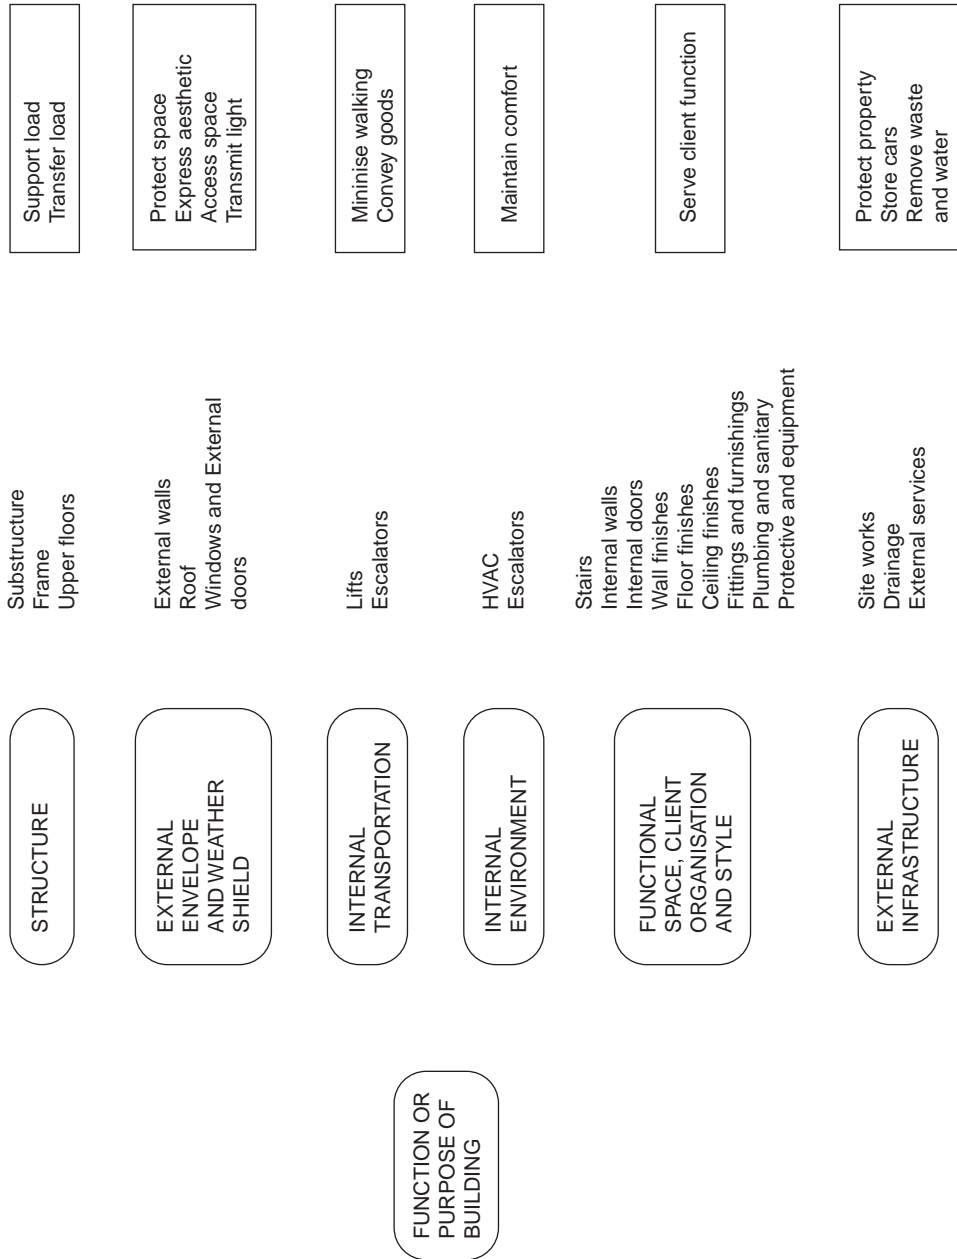 FUNCTION OR
PURPOSE OF
BUILDING
STRUCTURE
Substructure
Frame
Upper floors
Support load
Transfer load
EXTERNAL
ENVELOPE
AND WEATHER
SHIELD
External walls
Roof
Windows and External
doors
Protect space
Express aesthetic
Access space
Transmit light
INTERNAL
TRANSPORTATION
Lifts
Escalators
Mininise walking
Convey goods
INTERNAL
ENVIRONMENT
HVAC
Escalators
Maintain comfort
FUNCTIONAL
SPACE, CLIENT
ORGANISATION
AND STYLE
Stairs
Internal walls
Internal doors
Wall finishes
Floor finishes
Ceiling finishes
Fittings and furnishings
Plumbing and sanitary
Protective and equipment
Serve client function
EXTERNAL
INFRASTRUCTURE
Site works
Drainage
External services
Protect property
Store cars
Remove waste
and water